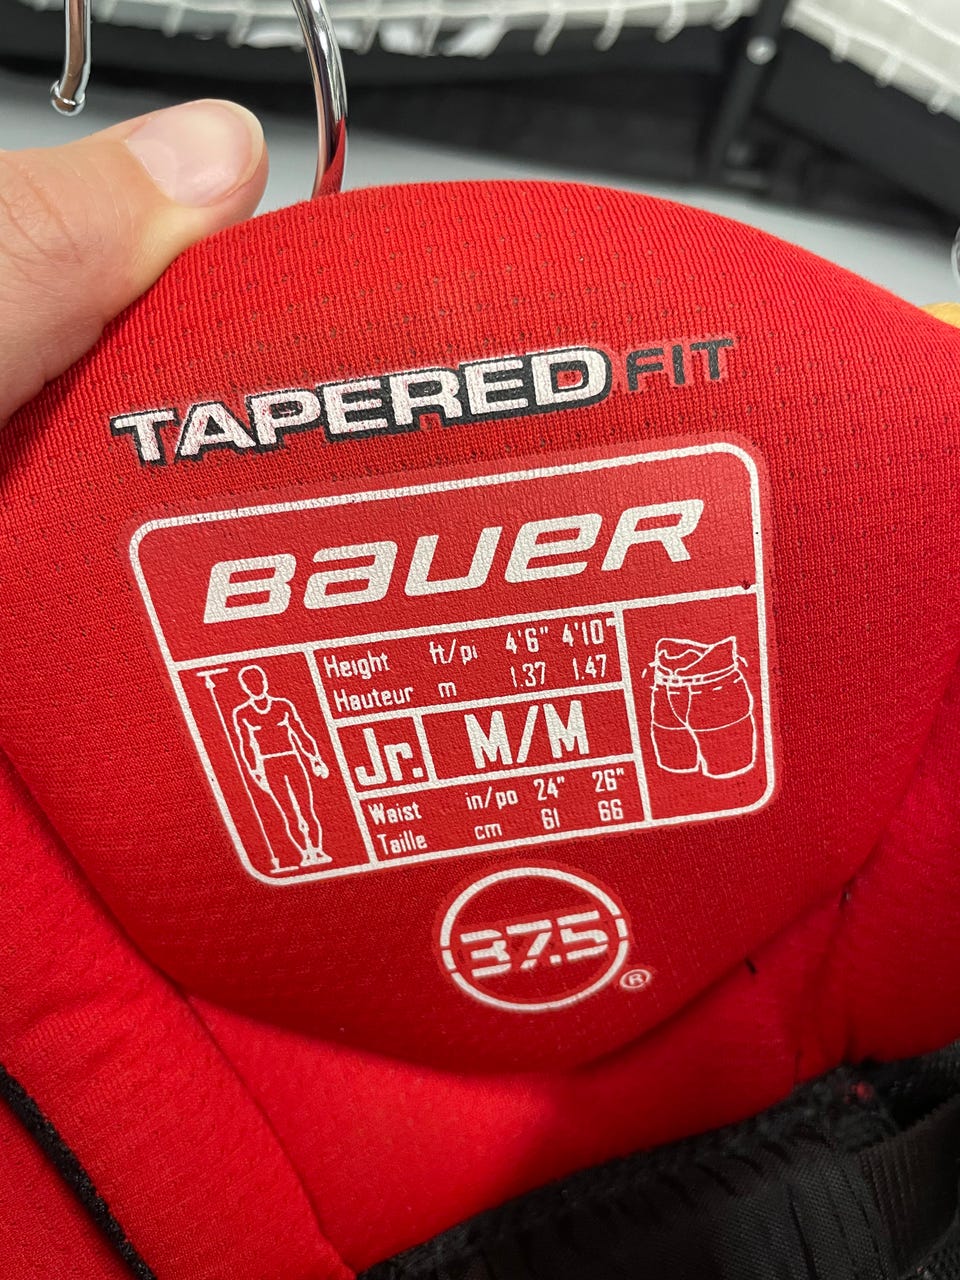 TAPERED FIT
BAUER
Height ft/pi 4'6" 4'10"
Hauteur m 1.37 1.47
Jr. M/M
Waist in/po 24" 26"
Taille cm 61 66
37.5
®